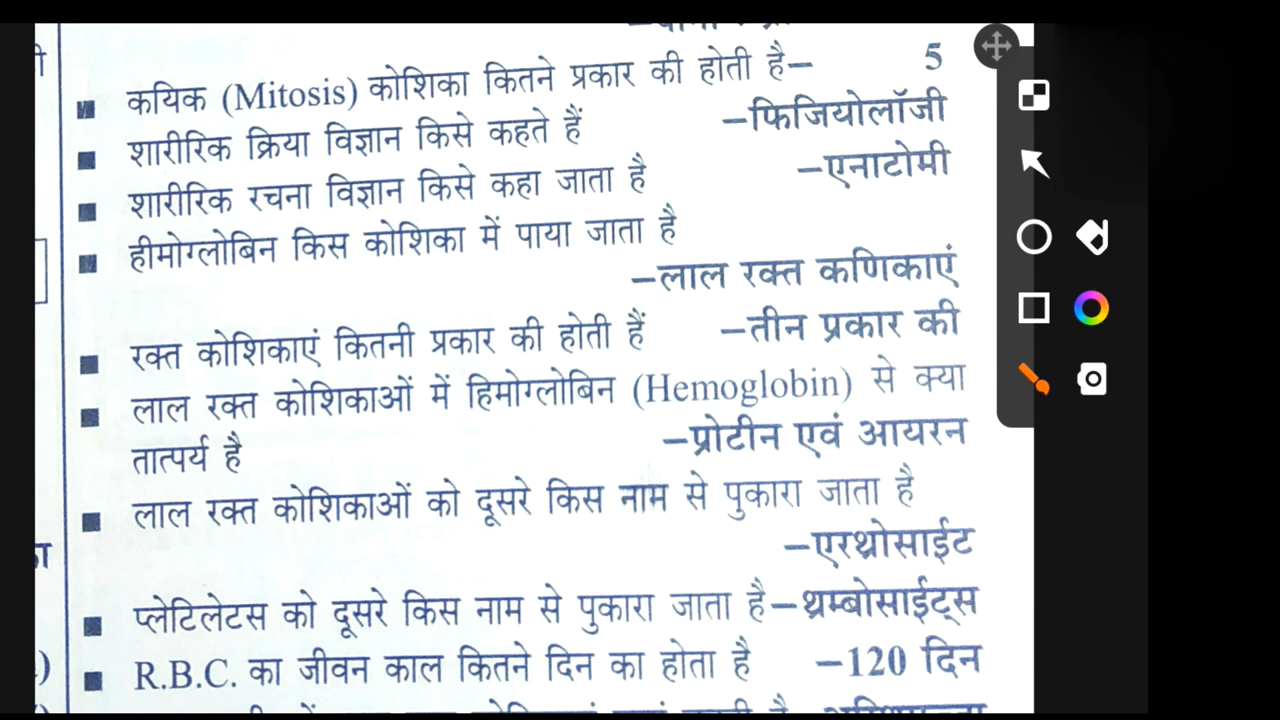 कयिक (Mitosis) कोशिका कितने प्रकार की होती है– 5
शारीरिक क्रिया विज्ञान किसे कहते हैं –फिजियोलॉजी
शारीरिक रचना विज्ञान किसे कहा जाता है –एनाटोमी
हीमोग्लोबिन किस कोशिका में पाया जाता है
–लाल रक्त कणिकाएं
रक्त कोशिकाएं कितनी प्रकार की होती हैं –तीन प्रकार की
लाल रक्त कोशिकाओं में हिमोग्लोबिन (Hemoglobin) से क्या
तात्पर्य है –प्रोटीन एवं आयरन
लाल रक्त कोशिकाओं को दूसरे किस नाम से पुकारा जाता है
–एरथ्रोसाईट
प्लेटिलेटस को दूसरे किस नाम से पुकारा जाता है–थ्रम्बोसाईट्स
R.B.C. का जीवन काल कितने दिन का होता है –120 दिन